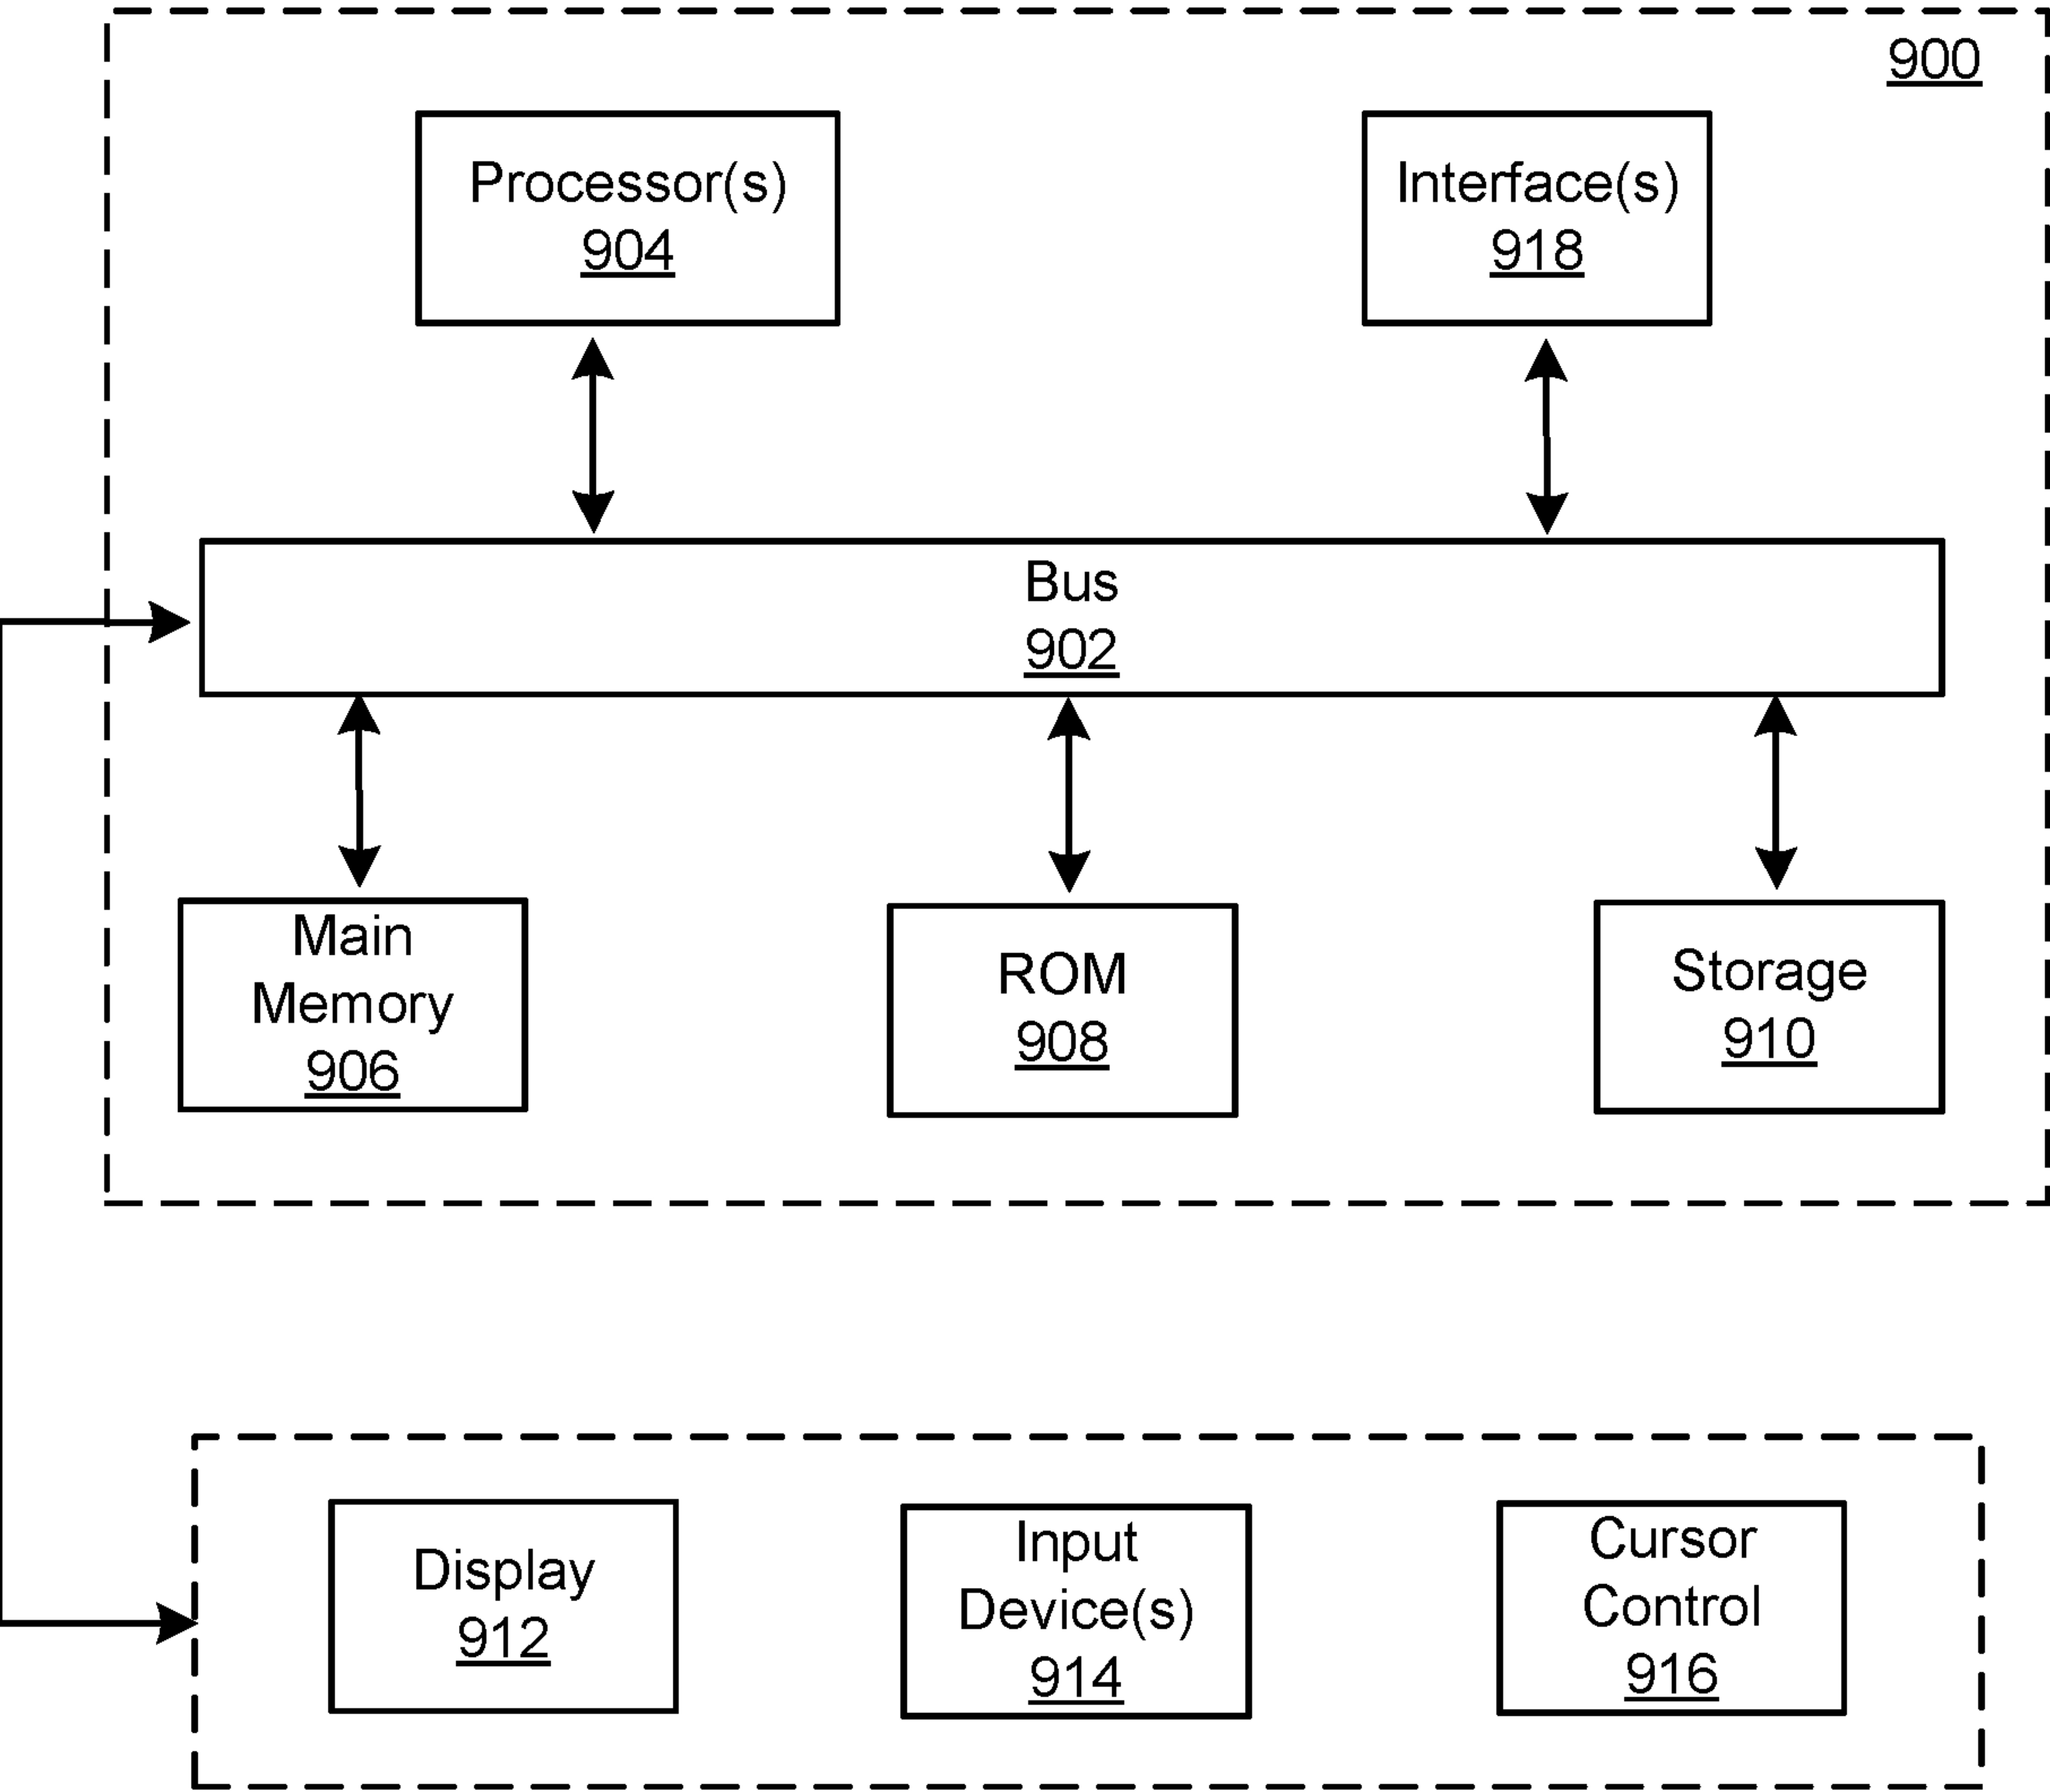 900
Processor(s)
904
Interface(s)
918
Bus
902
Main
Memory
906
ROM
908
Storage
910
Display
912
Input
Device(s)
914
Cursor
Control
916